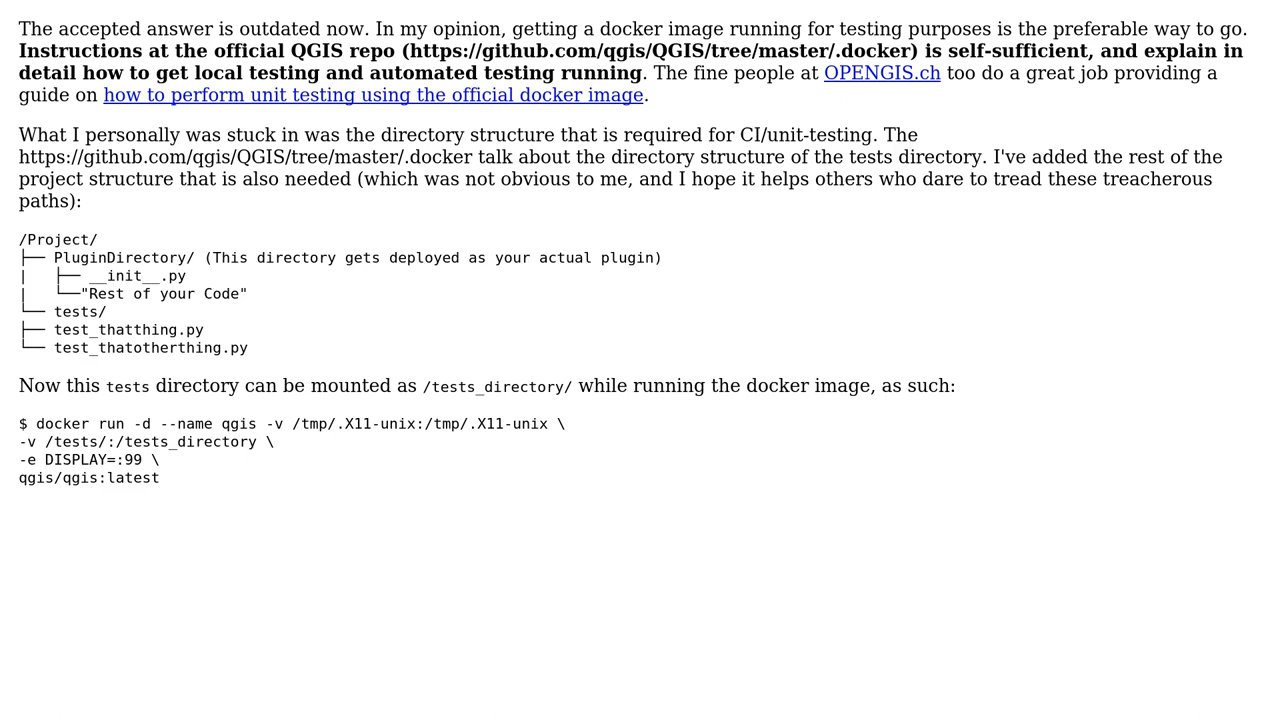 The accepted answer is outdated now. In my opinion, getting a docker image running for testing purposes is the preferable way to go.
Instructions at the official QGIS repo (https://github.com/qgis/QGIS/tree/master/.docker) is self-sufficient, and explain in
detail how to get local testing and automated testing running. The fine people at OPENGIS.ch too do a great job providing a
guide on how to perform unit testing using the official docker image.
What I personally was stuck in was the directory structure that is required for CI/unit-testing. The
https://github.com/qgis/QGIS/tree/master/.docker talk about the directory structure of the tests directory. I've added the rest of the
project structure that is also needed (which was not obvious to me, and I hope it helps others who dare to tread these treacherous
paths):
/Project/
├── PluginDirectory/ (This directory gets deployed as your actual plugin)
|   ├── __init__.py
|   └──"Rest of your Code"
└── tests/
├── test_thatthing.py
└── test_thatotherthing.py
Now this tests directory can be mounted as /tests_directory/ while running the docker image, as such:
$ docker run -d --name qgis -v /tmp/.X11-unix:/tmp/.X11-unix \
-v /tests/:/tests_directory \
-e DISPLAY=:99 \
qgis/qgis:latest